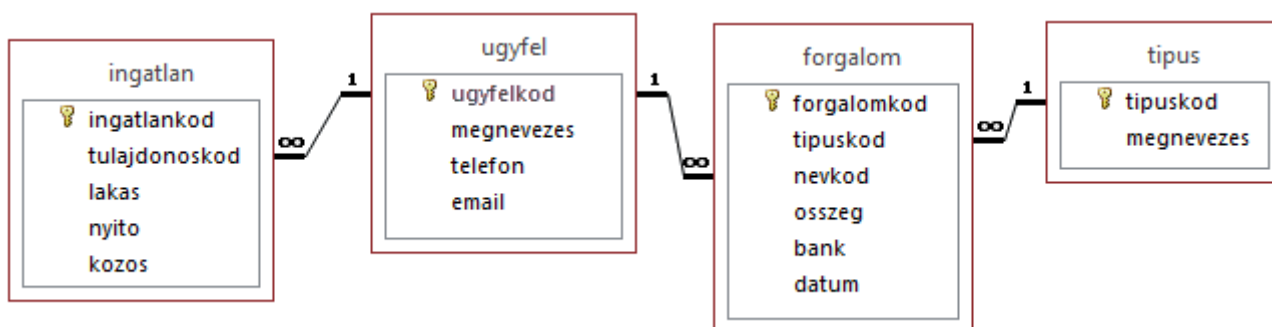 ingatlan
ingatlankod
tulajdonoskod
lakas
nyito
kozos
1
∞
ugyfel
ugyfelkod
megnevezes
telefon
email
1
∞
forgalom
forgalomkod
tipuskod
nevkod
osszeg
bank
datum
1
∞
tipus
tipuskod
megnevezes